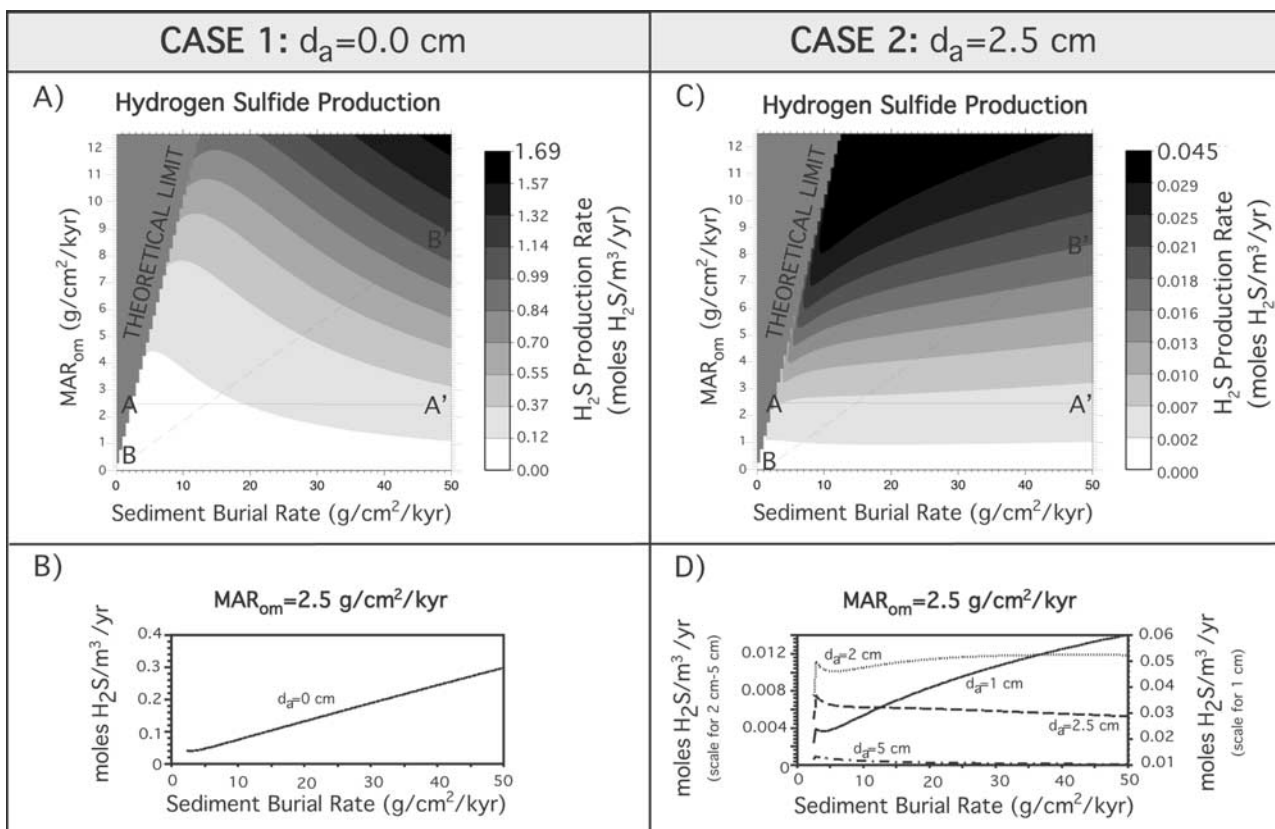 CASE 1: dₐ=0.0 cm
CASE 2: dₐ=2.5 cm
A)
Hydrogen Sulfide Production
MARₒₘ (g/cm²/kyr)
12
11
10
9
8
7
6
5
4
3
2
1
0
THEORETICAL LIMIT
A
A'
B
B'
0
10
20
30
40
50
Sediment Burial Rate (g/cm²/kyr)
1.69
1.57
1.32
1.14
0.99
0.84
0.70
0.55
0.37
0.12
0.00
H₂S Production Rate
(moles H₂S/m³/yr)
C)
Hydrogen Sulfide Production
MARₒₘ (g/cm²/kyr)
12
11
10
9
8
7
6
5
4
3
2
1
0
THEORETICAL LIMIT
A
A'
B
B'
0
10
20
30
40
50
Sediment Burial Rate (g/cm²/kyr)
0.045
0.029
0.025
0.021
0.018
0.016
0.013
0.010
0.007
0.002
0.000
H₂S Production Rate
(moles H₂S/m³/yr)
B)
MARₒₘ=2.5 g/cm²/kyr
moles H₂S/m³/yr
0.4
0.3
0.2
0.1
0
dₐ=0 cm
0
10
20
30
40
50
Sediment Burial Rate (g/cm²/kyr)
D)
MARₒₘ=2.5 g/cm²/kyr
moles H₂S/m³/yr
(scale for 2 cm-5 cm)
0.012
0.008
0.004
0
dₐ=2 cm
dₐ=1 cm
dₐ=2.5 cm
dₐ=5 cm
0.06
0.05
0.04
0.03
0.02
0.01
moles H₂S/m³/yr
(scale for 1 cm)
0
10
20
30
40
50
Sediment Burial Rate (g/cm²/kyr)